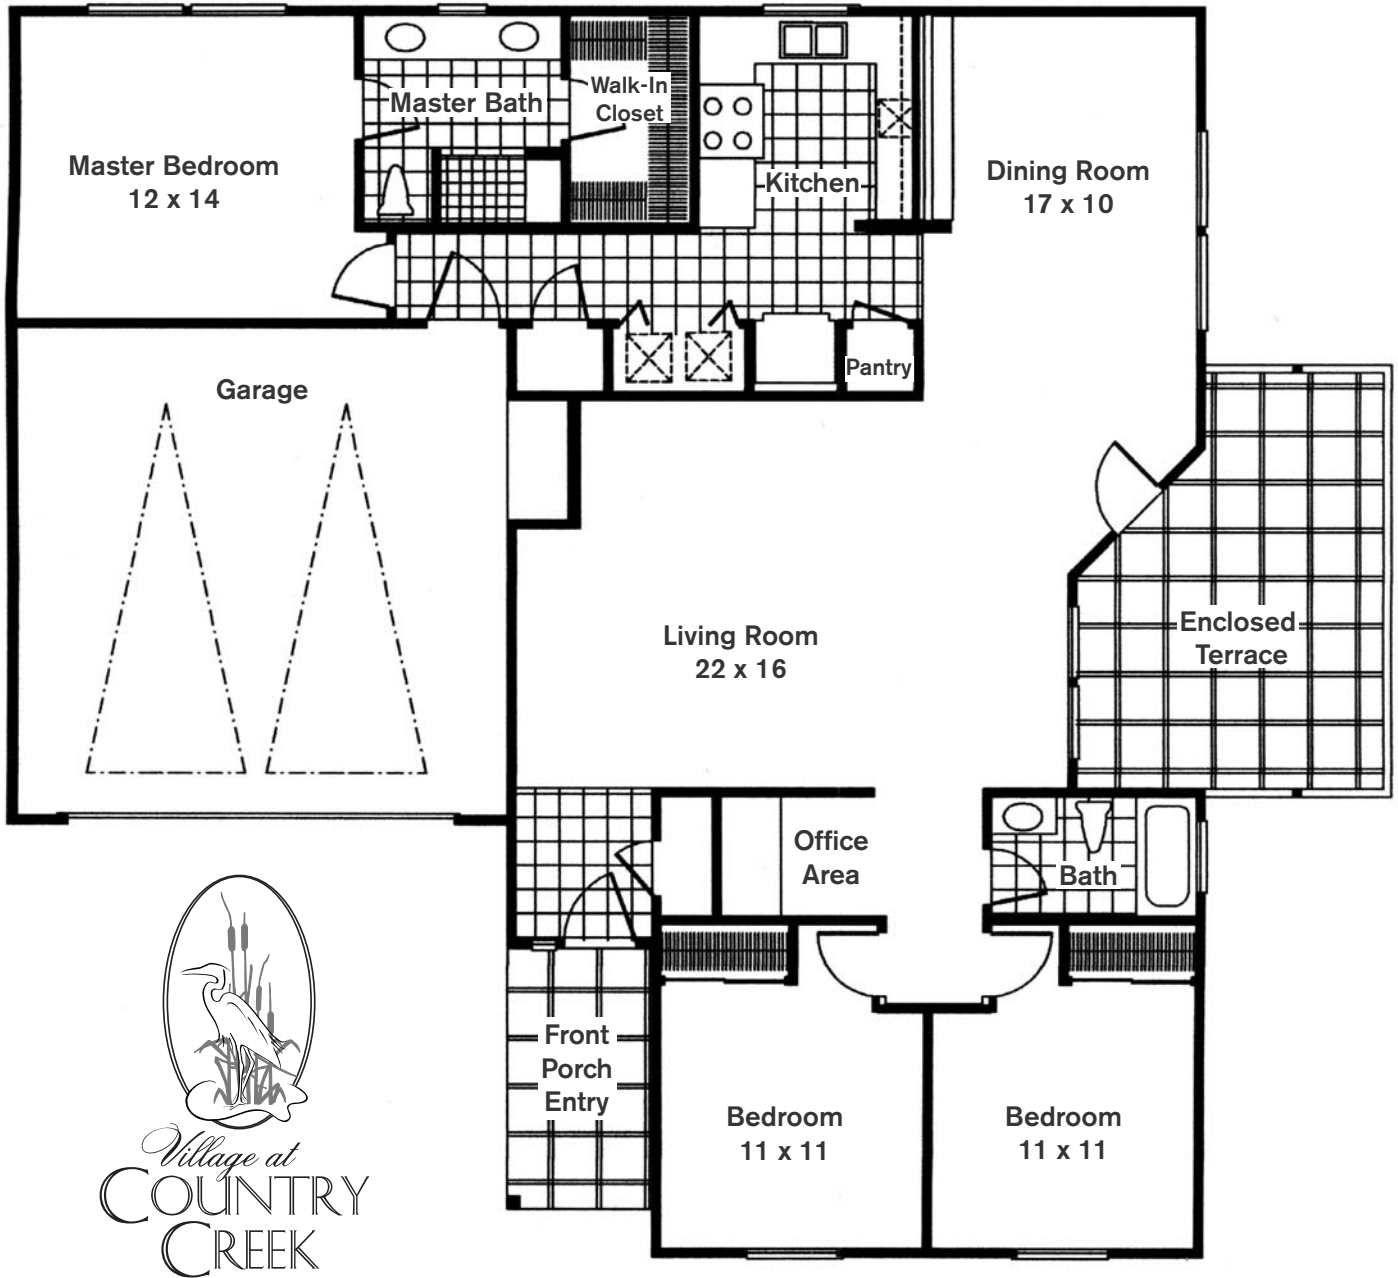 Master Bedroom
12 x 14
Master Bath
Walk-In
Closet
Kitchen
Dining Room
17 x 10
Pantry
Garage
Living Room
22 x 16
Enclosed
Terrace
Office
Area
Bath
Front
Porch
Entry
Bedroom
11 x 11
Bedroom
11 x 11
Village at
COUNTRY
CREEK